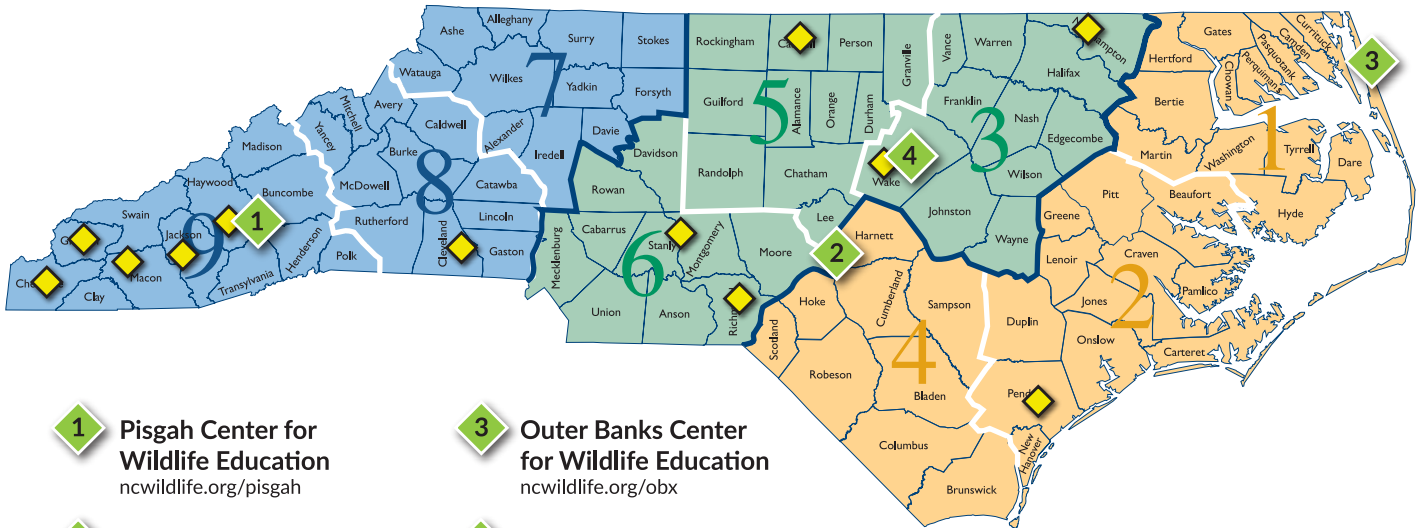 Alleghany
Ashe
Surry
Stokes
Rockingham
Person
Granville
Vance
Warren
Gates
Currituck
Camden
Pasquotank
Perquimans
Chowan
Hertford
3
Watauga
Wilkes
7
Yadkin
Forsyth
Guilford
5
Alamance
Orange
Durham
Franklin
Halifax
3
Nash
Edgecombe
Bertie
Mitchell
Avery
Yancey
Caldwell
Alexander
Davie
Iredell
Davidson
Madison
Burke
8
Catawba
McDowell
Rowan
Randolph
Chatham
4
Wake
Wilson
Martin
Washington
1
Tyrrell
Dare
Haywood
Buncombe
Swain
1
Jackson
9
Rutherford
Lincoln
Cleveland
Gaston
Cabarrus
Stanly
Montgomery
Moore
Lee
Johnston
Wayne
Greene
Pitt
Beaufort
Hyde
Macon
Clay
Transylvania
Henderson
Polk
Mecklenburg
6
Union
Anson
2
Harnett
Lenoir
Craven
2
Pamlico
Jones
Hoke
Cumberland
Sampson
Duplin
Onslow
Carteret
Scotland
Robeson
4
Bladen
Columbus
New
Hanover
Brunswick
1
Pisgah Center for
Wildlife Education
ncwildlife.org/pisgah
3
Outer Banks Center
for Wildlife Education
ncwildlife.org/obx